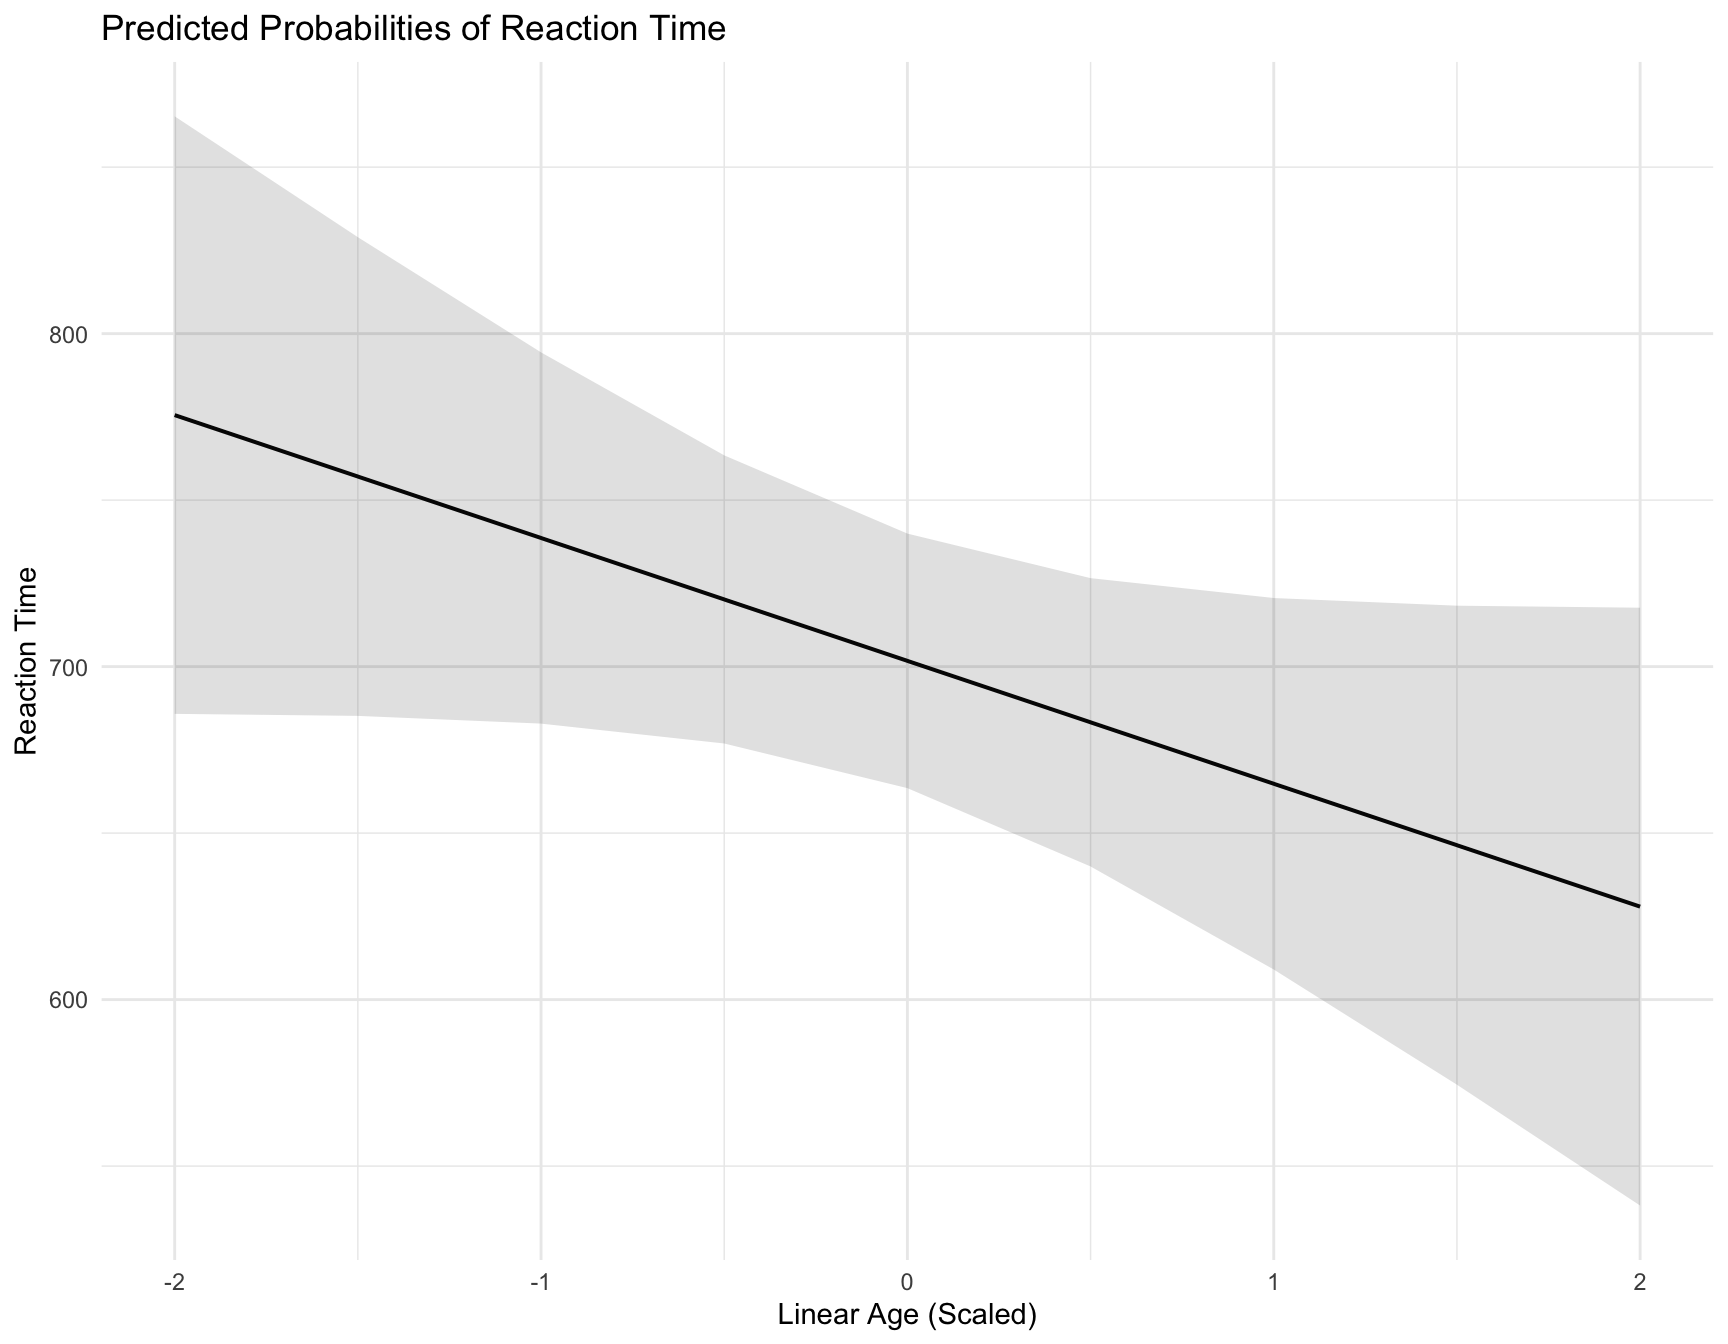 Predicted Probabilities of Reaction Time
800
700
600
Reaction Time
-2 -1 0 1 2
Linear Age (Scaled)